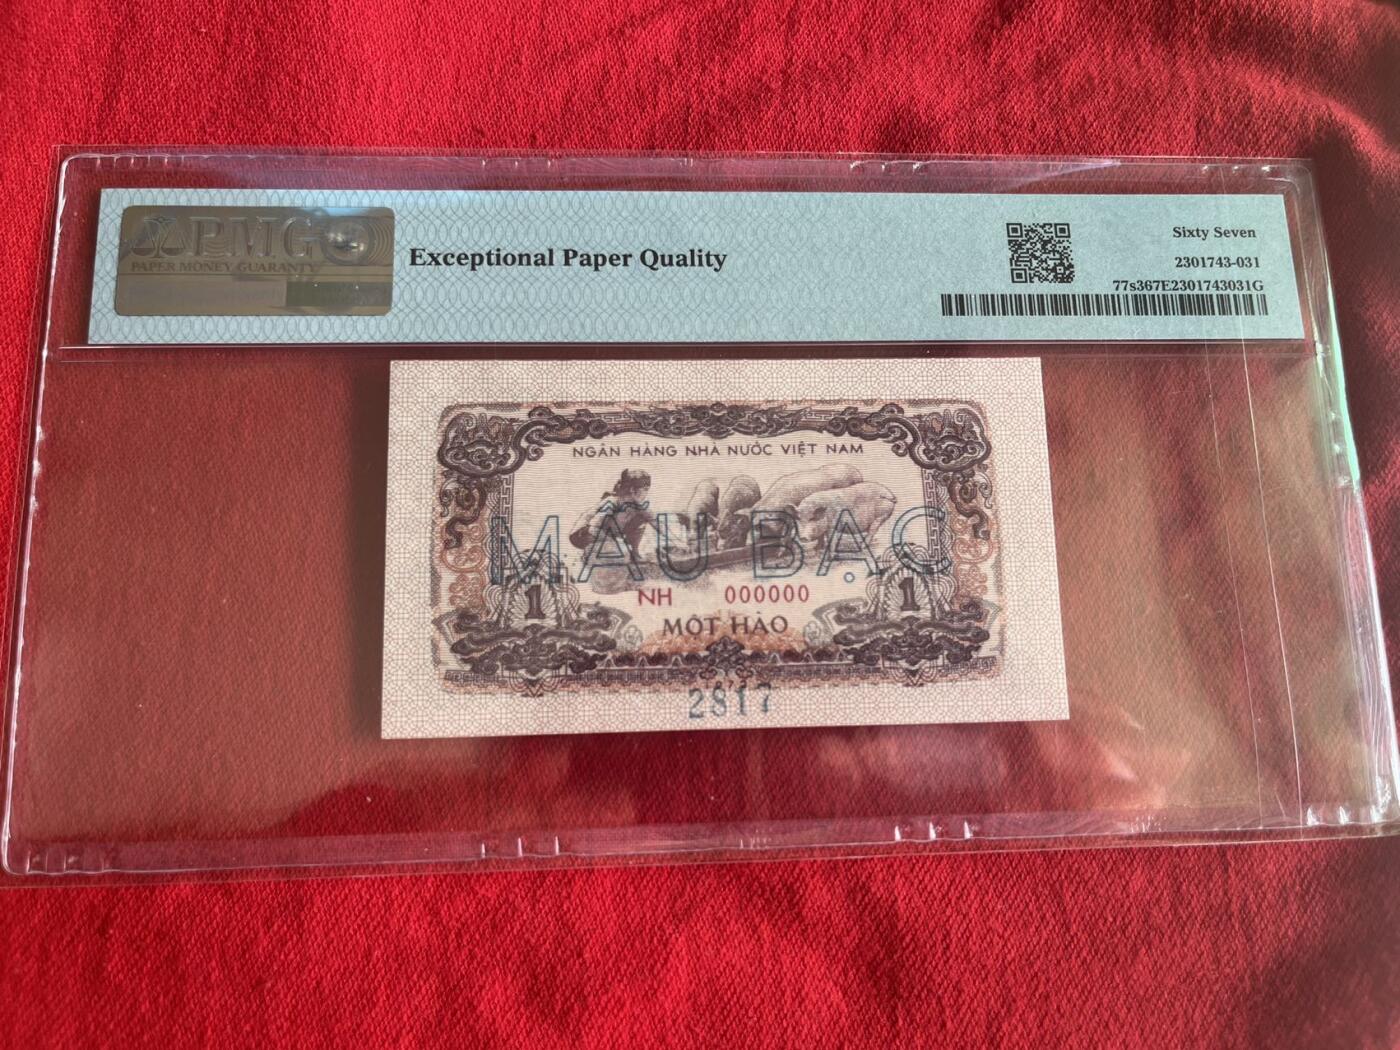 PMG
PAPER MONEY GUARANTY
Exceptional Paper Quality
Sixty Seven
2301743-031
77s367E2301743031G
NGÂN HÀNG NHÀ NƯỚC VIỆT NAM
MẪU BẠC
NH 000000
1 1
MỘT HÀO
2817